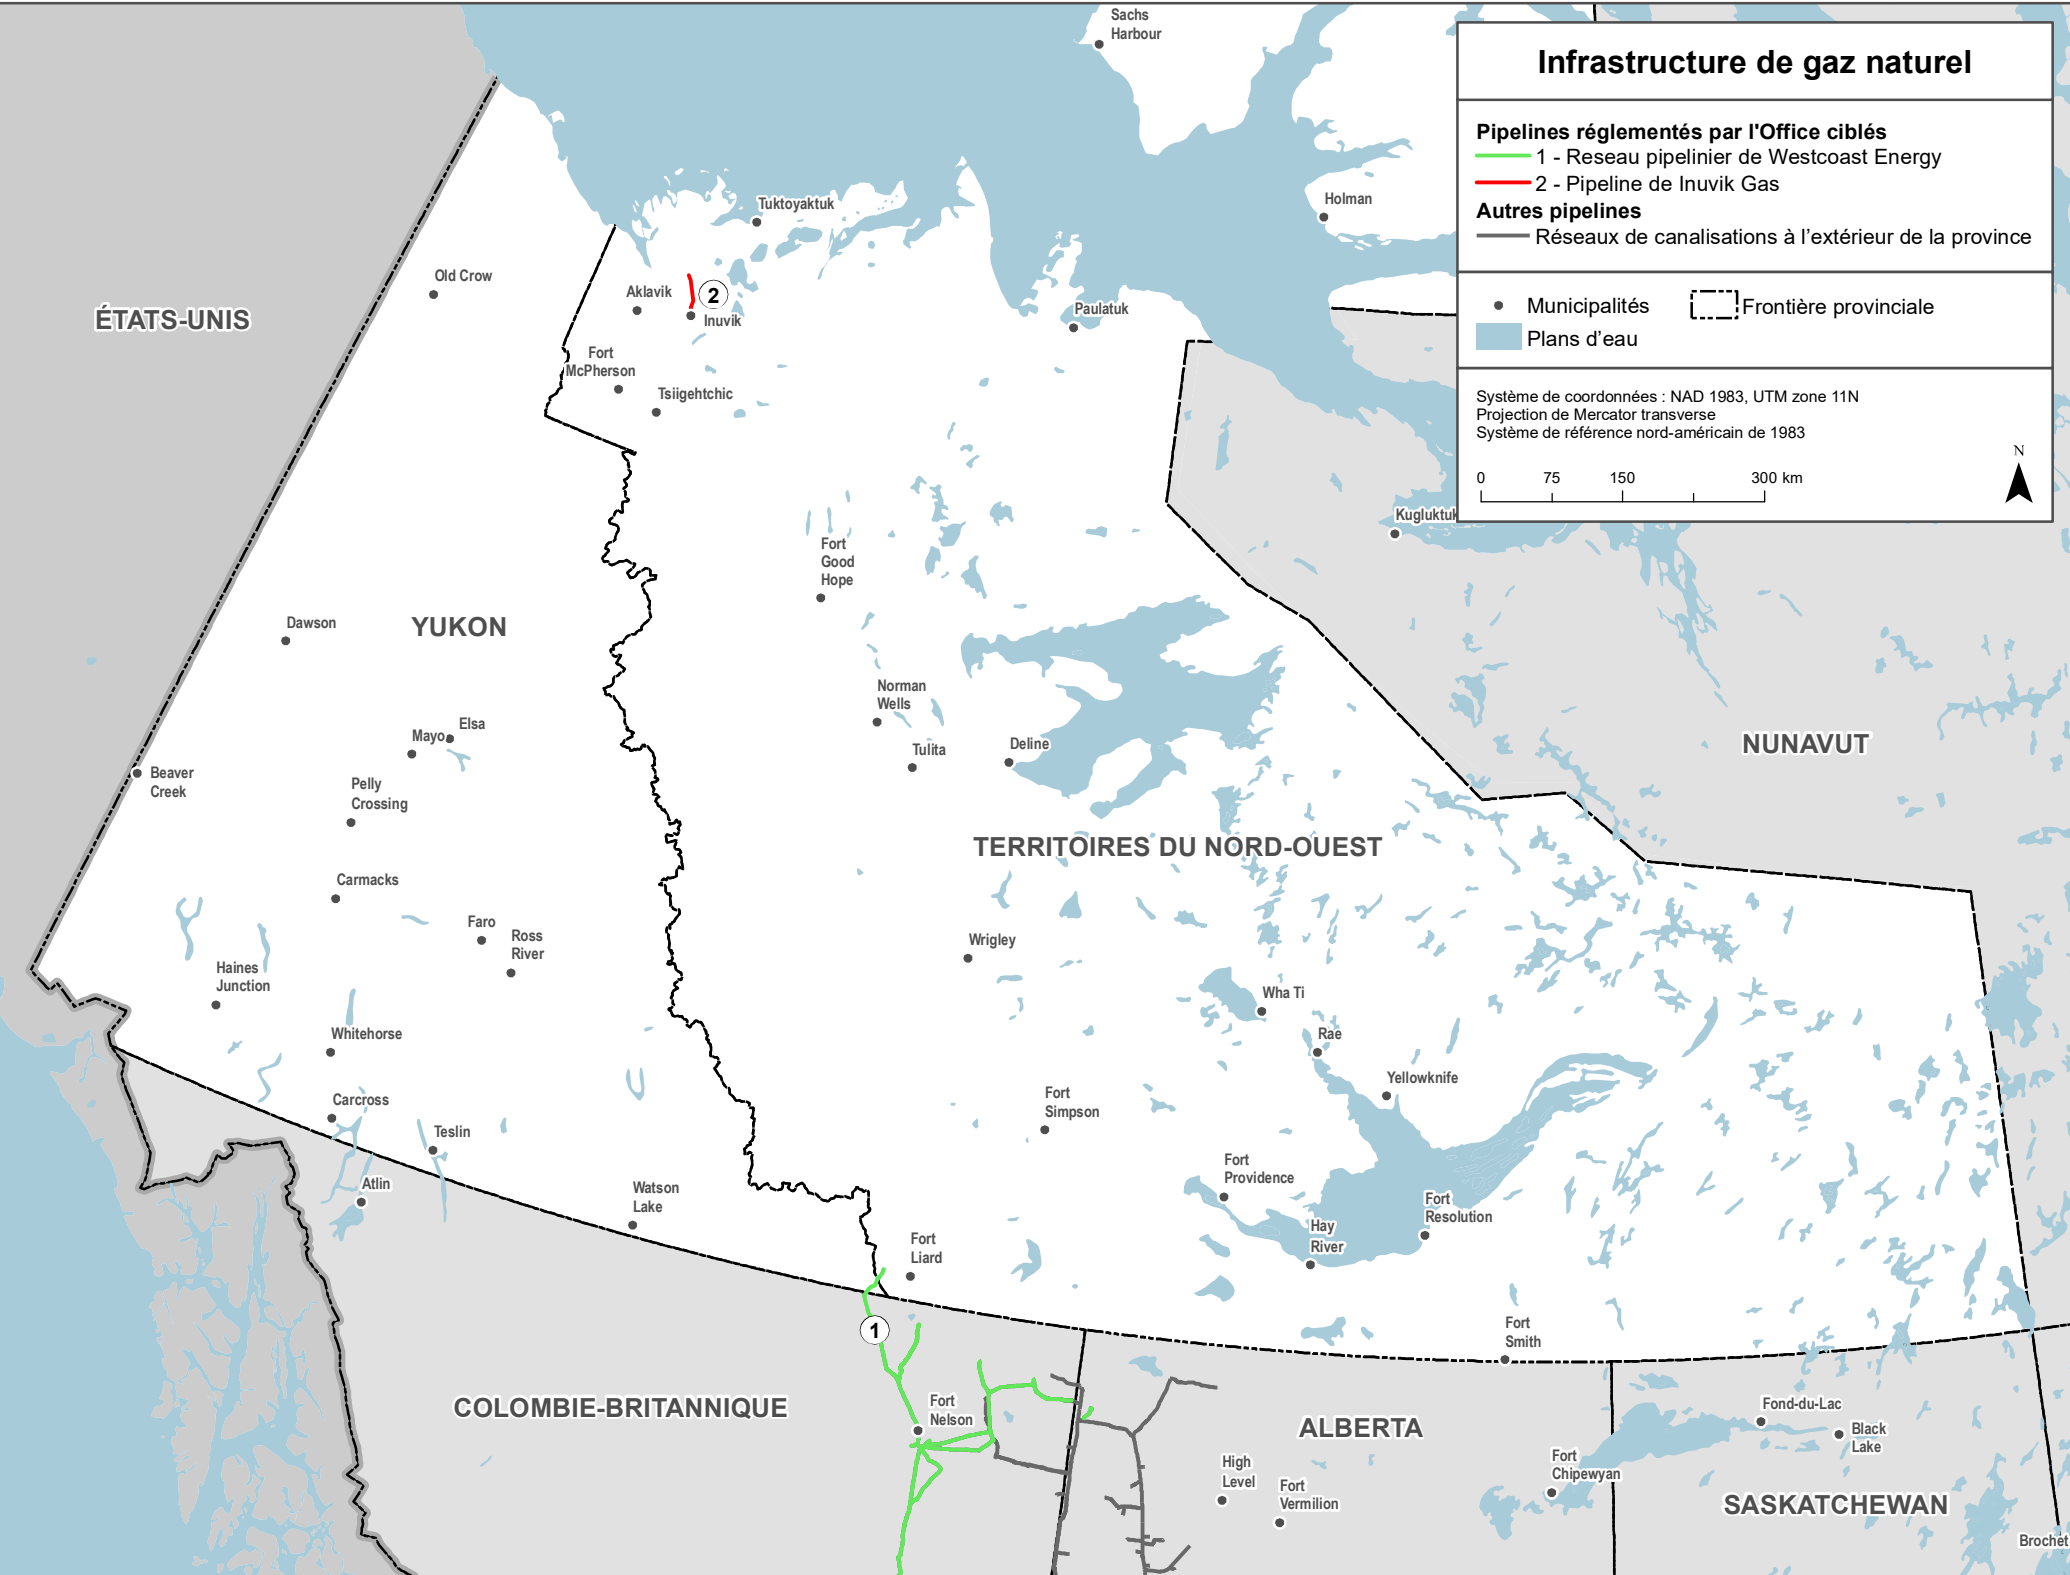 Sachs
Harbour
Infrastructure de gaz naturel
Pipelines réglementés par l'Office ciblés
1 - Reseau pipelinier de Westcoast Energy
2 - Pipeline de Inuvik Gas
Autres pipelines
Réseaux de canalisations à l’extérieur de la province
Municipalités
Frontière provinciale
Plans d’eau
Système de coordonnées : NAD 1983, UTM zone 11N
Projection de Mercator transverse
Système de référence nord-américain de 1983
N
0 75 150 300 km
Tuktoyaktuk
Holman
Old Crow
Aklavik
2
Inuvik
Paulatuk
ÉTATS-UNIS
Fort
McPherson
Tsiigehtchic
Kugluktuk
Fort
Good
Hope
Dawson
YUKON
Norman
Wells
Elsa
Mayo
Tulita
Deline
NUNAVUT
Beaver
Creek
Pelly
Crossing
TERRITOIRES DU NORD-OUEST
Carmacks
Faro
Ross
River
Wrigley
Haines
Junction
Wha Ti
Whitehorse
Rae
Yellowknife
Carcross
Fort
Simpson
Teslin
Fort
Providence
Atlin
Watson
Lake
Fort
Resolution
Hay
River
Fort
Liard
1
Fort
Smith
COLOMBIE-BRITANNIQUE
Fort
Nelson
ALBERTA
Fond-du-Lac
Black
Lake
High
Level
Fort
Vermilion
Fort
Chipewyan
SASKATCHEWAN
Brochet